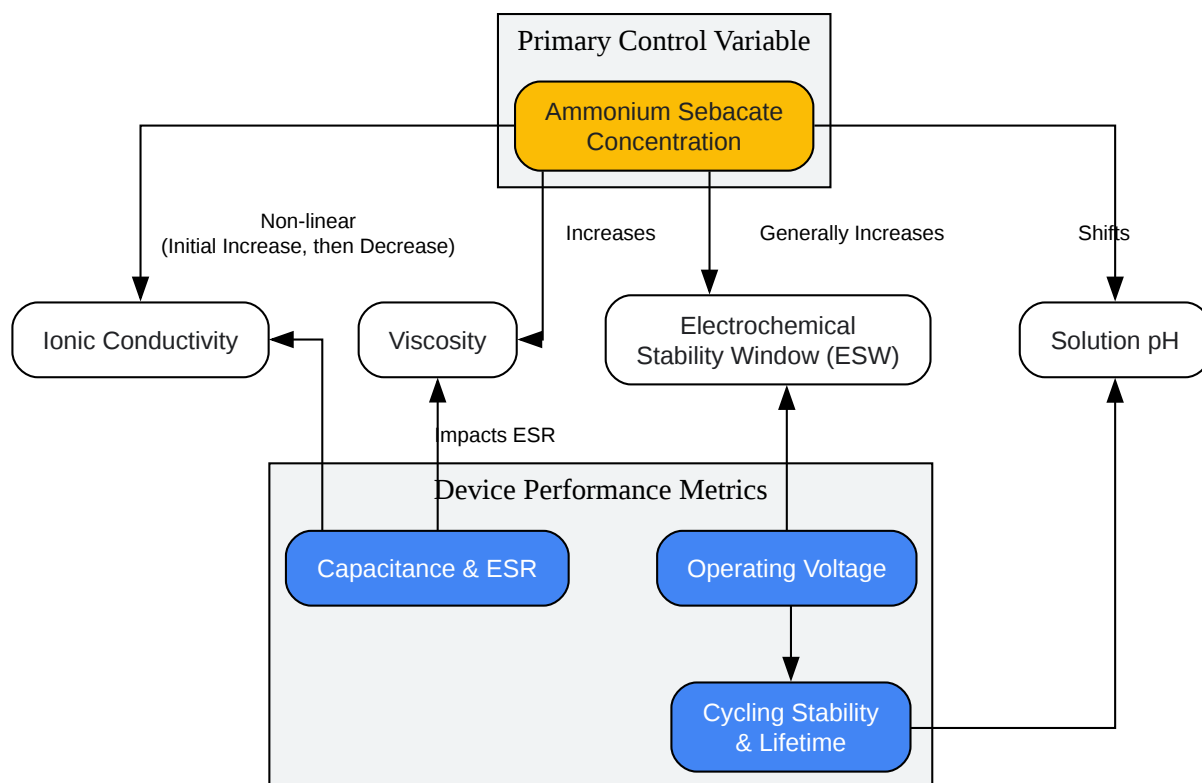 Primary Control Variable
Ammonium Sebacate
Concentration
Non-linear
(Initial Increase, then Decrease)
Increases
Generally Increases
Shifts
Ionic Conductivity
Viscosity
Electrochemical
Stability Window (ESW)
Solution pH
Impacts ESR
Device Performance Metrics
Capacitance & ESR
Operating Voltage
Cycling Stability
& Lifetime